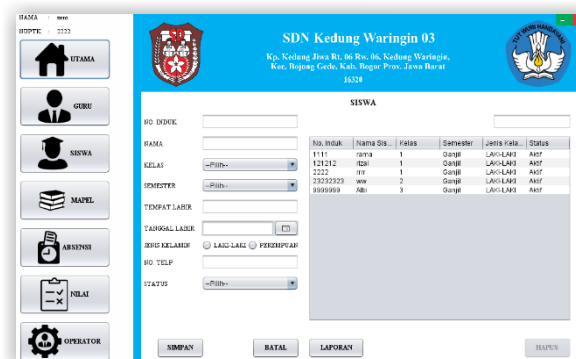 NAMA :
NUPTK : 2222
UTAMA
GURU
SISWA
MAPEL
ABSENSI
NILAI
OPERATOR
SDN Kedung Waringin 03
Kp. Kedung Jiwa Rt. 06 Rw. 06, Kedung Waringin,
Kec. Bojong Gede, Kab. Bogor Prov. Jawa Barat
16320
TUT WURI HANDAYANI
SISWA
NO. INDUK
NAMA
KELAS --Pilih--
SEMESTER --Pilih--
TEMPAT LAHIR
TANGGAL LAHIR
JENIS KELAMIN LAKI-LAKI PEREMPUAN
NO. TELP
STATUS --Pilih--
No. Induk Nama Sis... Kelas Semester Jenis Kela... Status
1111 rama 1 Ganjil LAKI-LAKI Aktif
121212 rizal 1 Ganjil LAKI-LAKI Aktif
2222 rrr 1 Ganjil LAKI-LAKI Aktif
23232323 ww 2 Ganjil LAKI-LAKI Aktif
9999999 Albi 3 Ganjil LAKI-LAKI Aktif
SIMPAN BATAL LAPORAN HAPUS